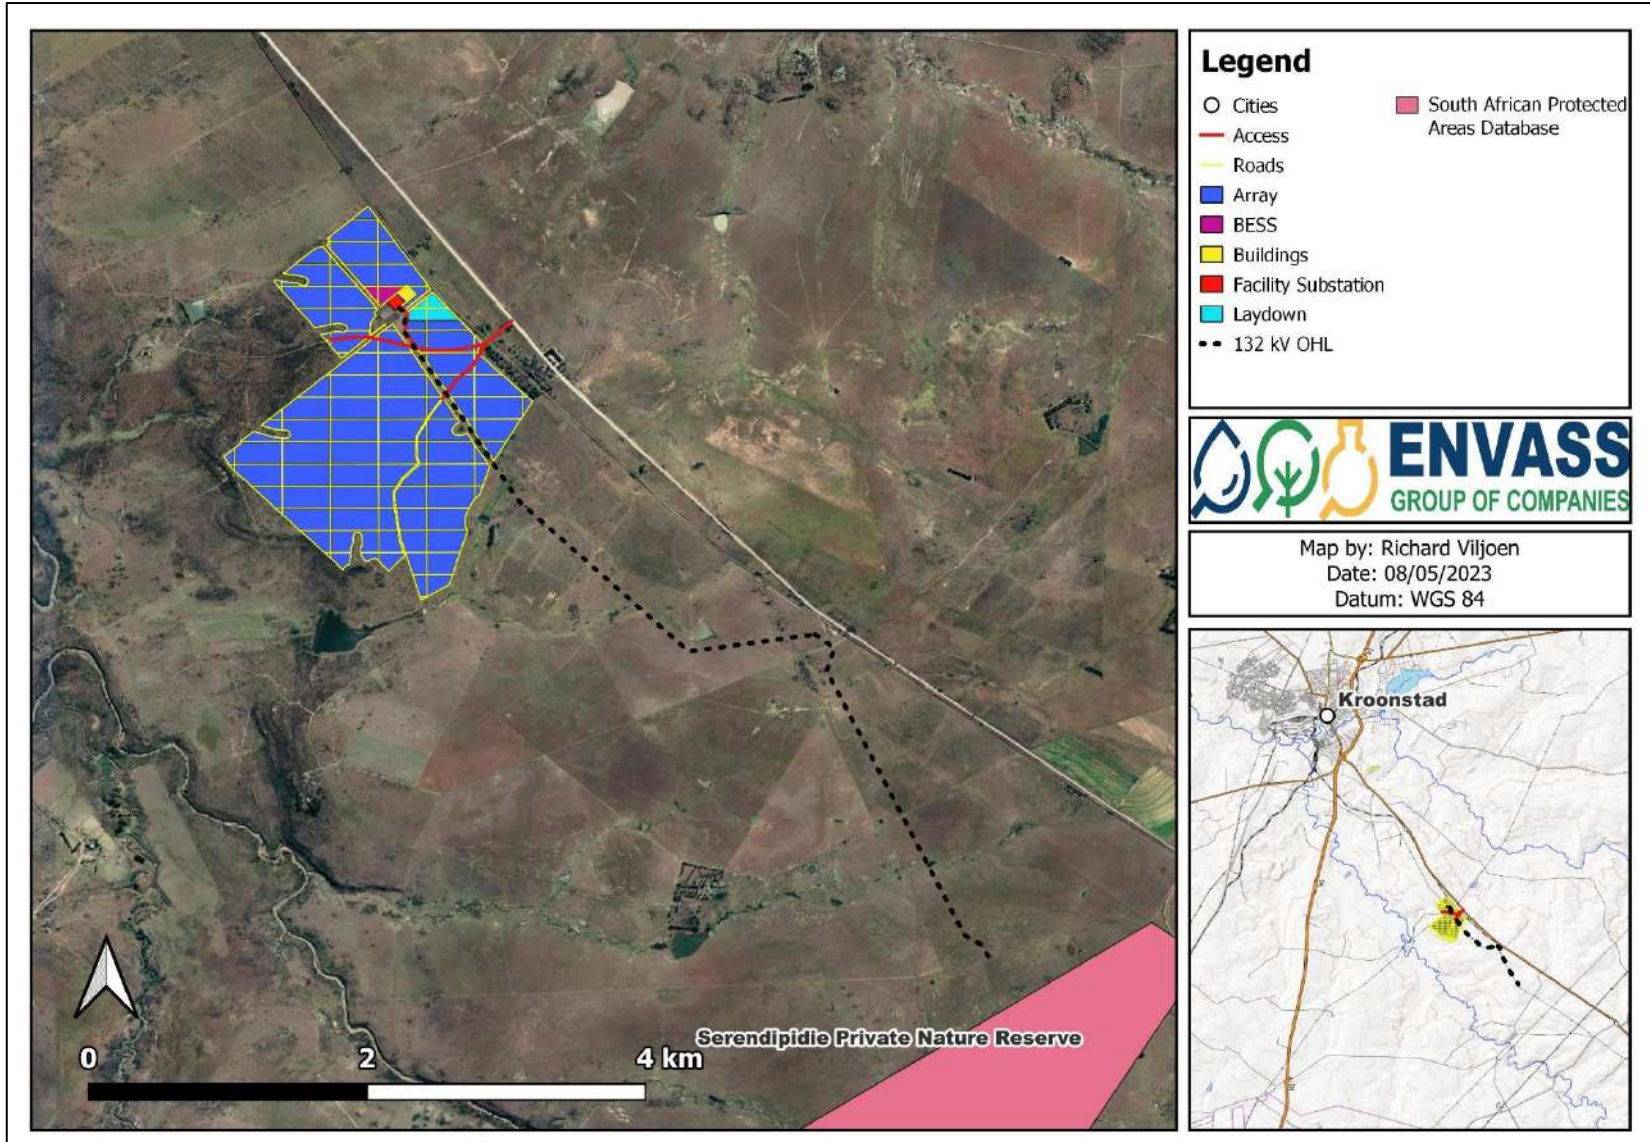 Legend
Cities
Access
Roads
Array
BESS
Buildings
Facility Substation
Laydown
132 kV OHL
South African Protected
Areas Database
ENVASS
GROUP OF COMPANIES
Map by: Richard Viljoen
Date: 08/05/2023
Datum: WGS 84
Kroonstad
Serendipidie Private Nature Reserve
0 2 4 km